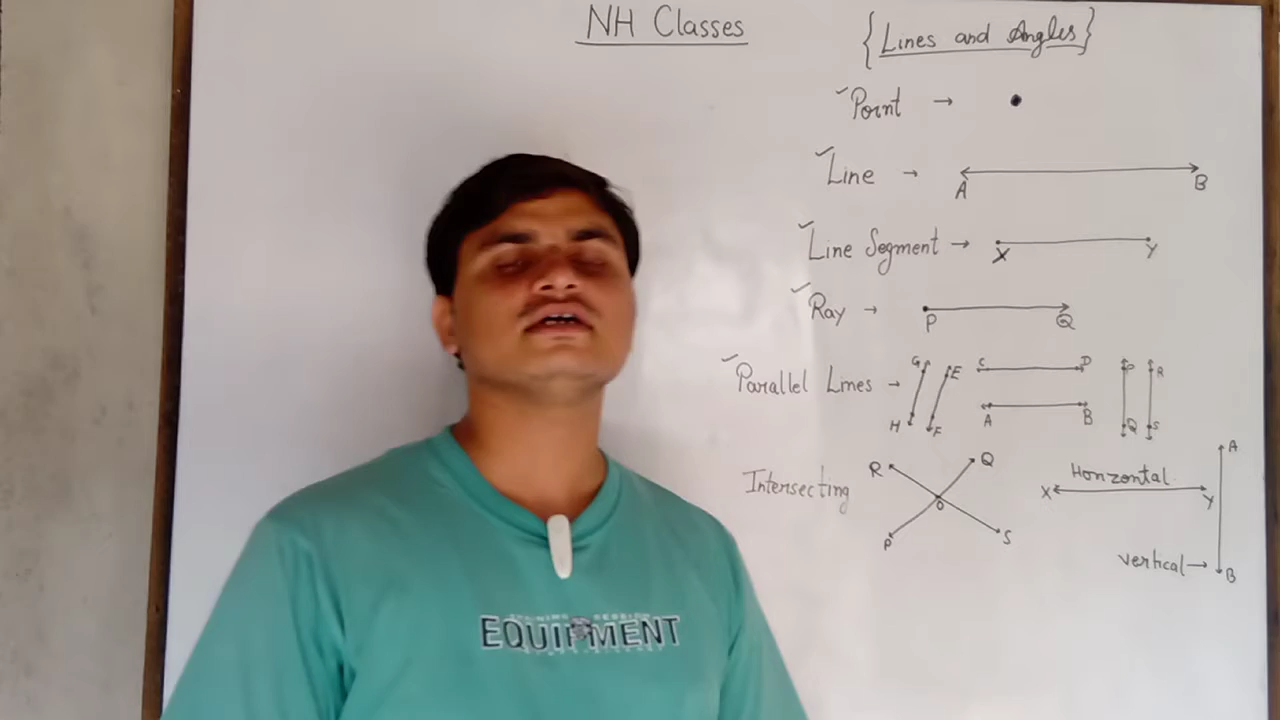 NH Classes
{Lines and Angles}
✓Point → •
✓Line → A B
✓Line Segment → X Y
✓Ray → P Q
✓Parallel Lines → G H E F C D A B P Q R S
Intersecting R Q O P S
Horizontal
X Y
A
vertical → B
EQUIPMENT